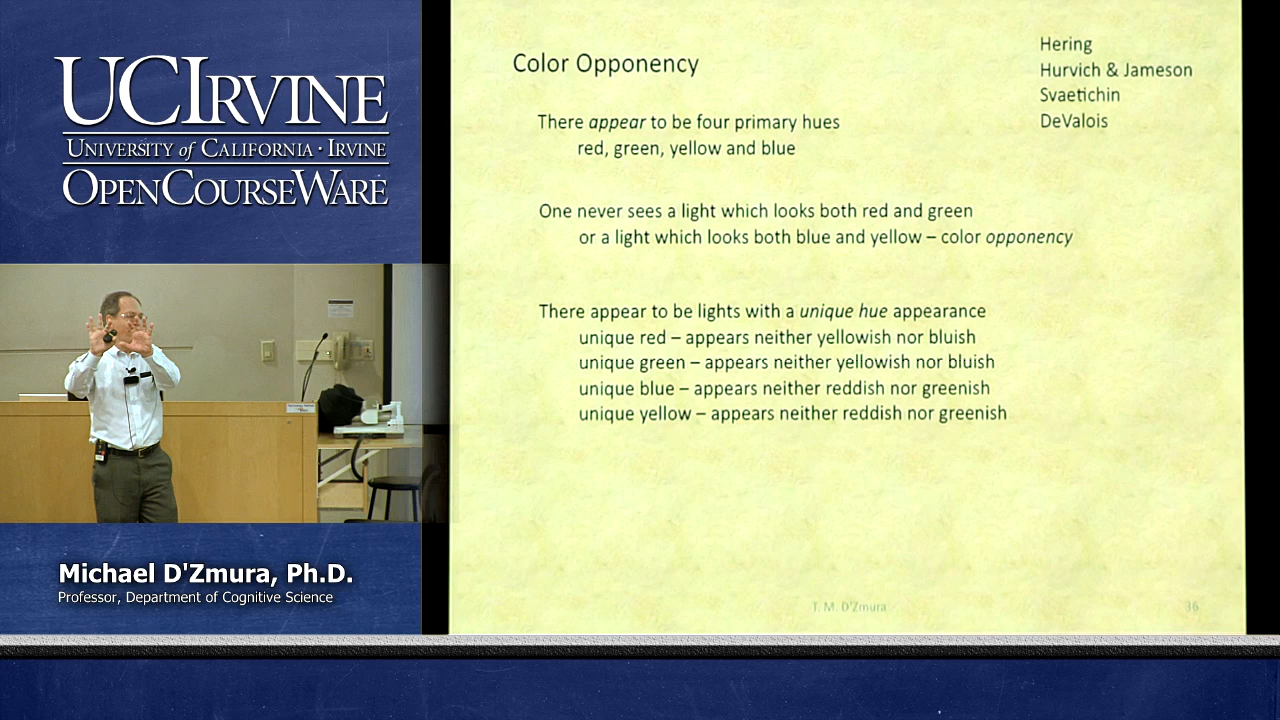 UCIRVINE
UNIVERSITY of CALIFORNIA · IRVINE
OPENCOURSEWARE
Michael D'Zmura, Ph.D.
Professor, Department of Cognitive Science
Color Opponency
Hering
Hurvich & Jameson
Svaetichin
DeValois
There appear to be four primary hues
red, green, yellow and blue
One never sees a light which looks both red and green
or a light which looks both blue and yellow – color opponency
There appear to be lights with a unique hue appearance
unique red – appears neither yellowish nor bluish
unique green – appears neither yellowish nor bluish
unique blue – appears neither reddish nor greenish
unique yellow – appears neither reddish nor greenish
T. M. D'Zmura
36